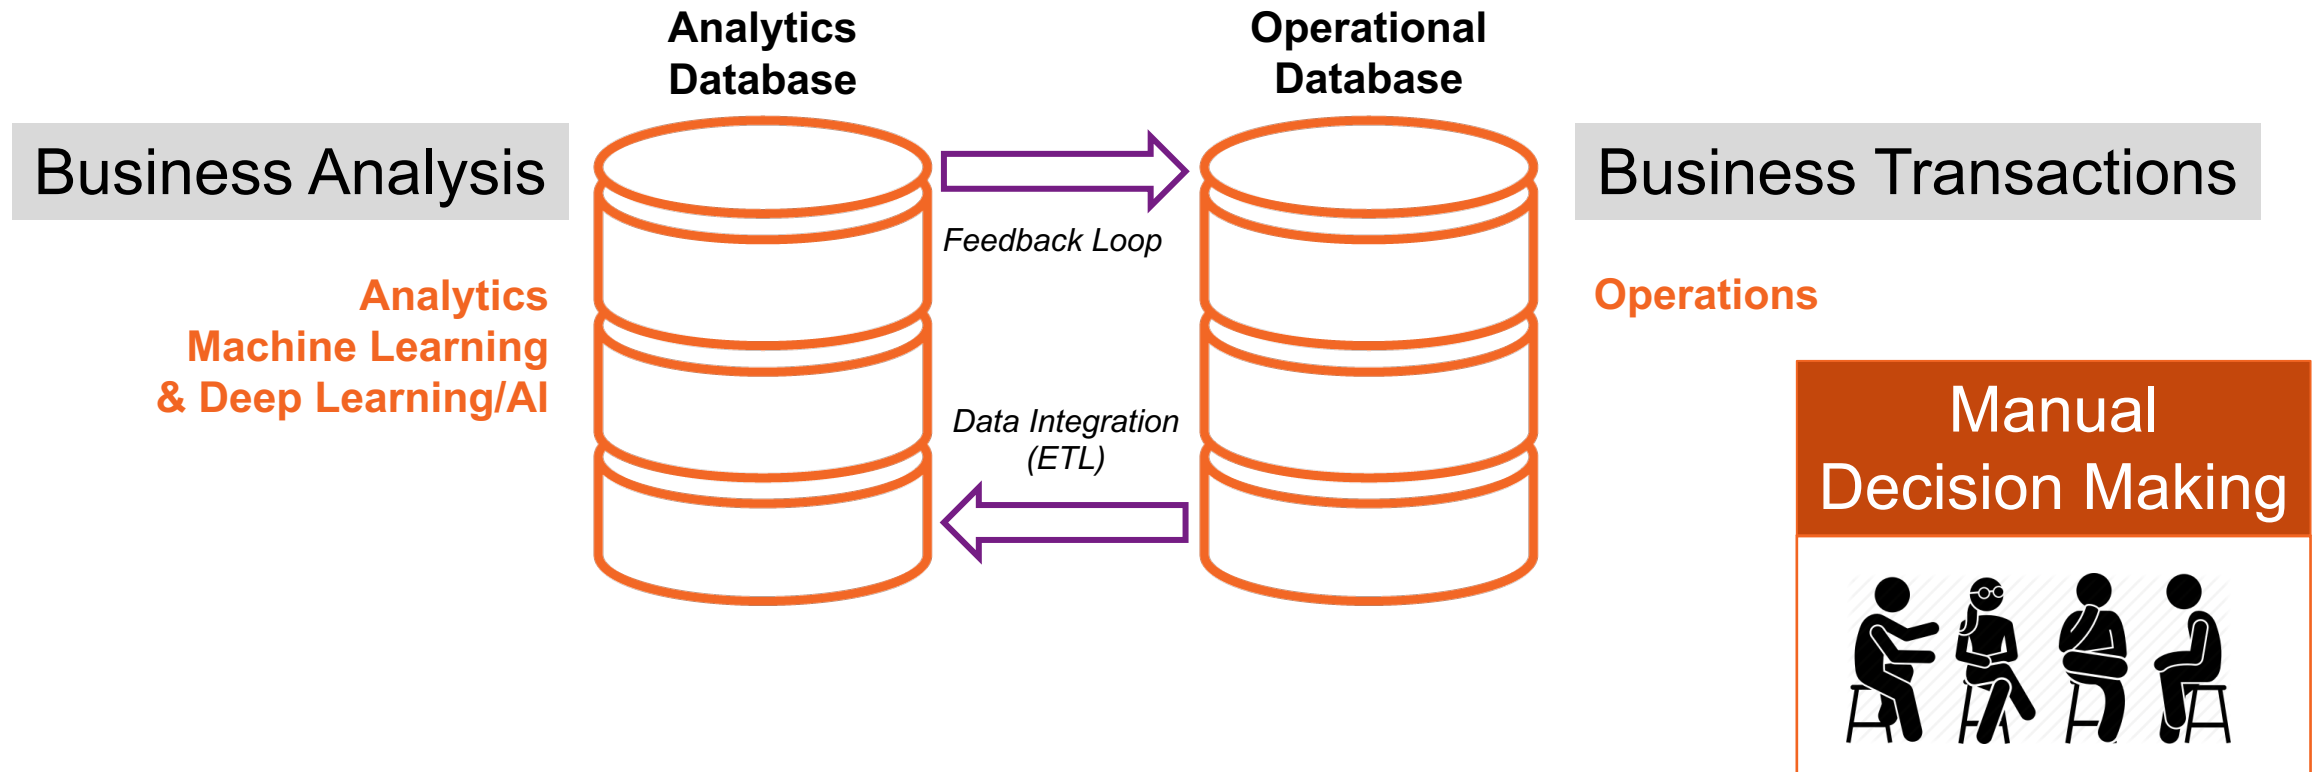 Analytics
Database
Operational
Database
Business Analysis
Business Transactions
Feedback Loop
Analytics
Machine Learning
& Deep Learning/AI
Operations
Data Integration
(ETL)
Manual
Decision Making